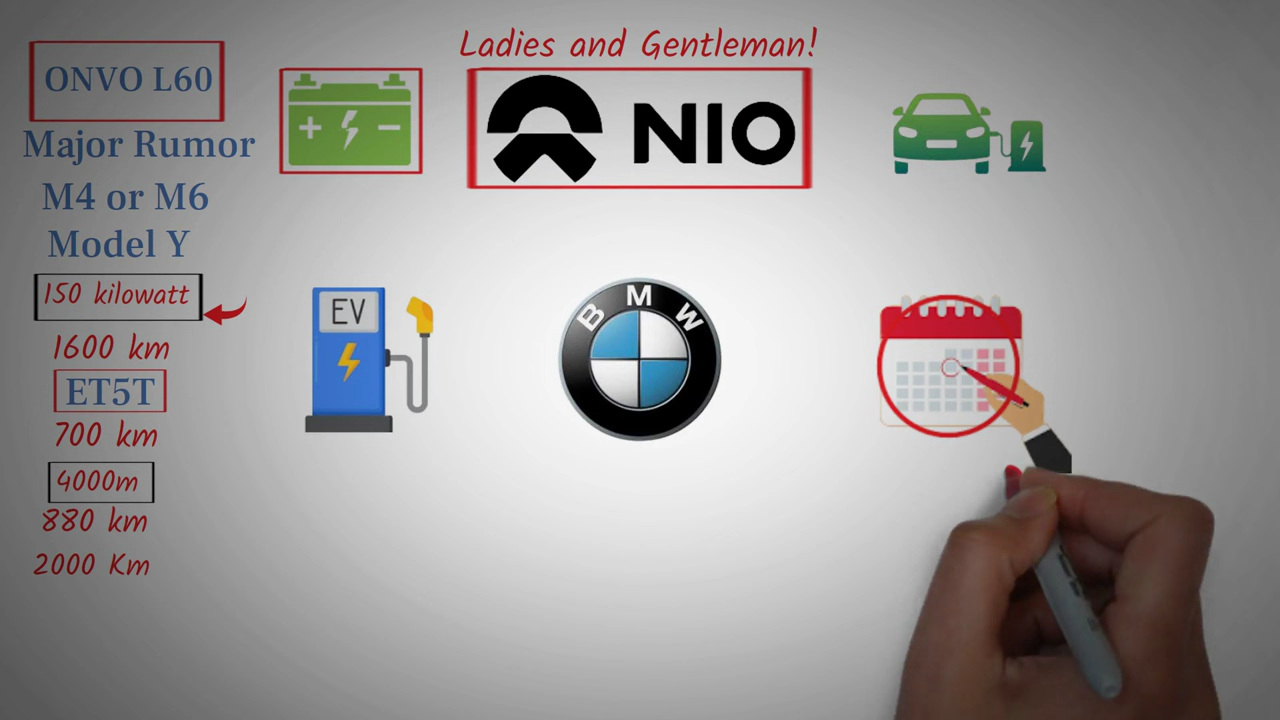 Ladies and Gentleman!
NIO
ONVO L60
Major Rumor
M4 or M6
Model Y
150 kilowatt
1600 km
ET5T
700 km
4000m
880 km
2000 Km
+ -
EV
BMW